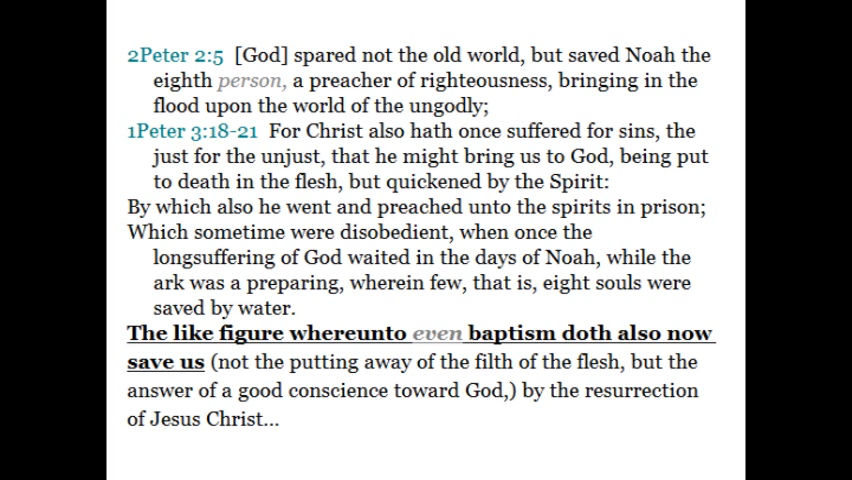 2Peter 2:5  [God] spared not the old world, but saved Noah the
eighth person, a preacher of righteousness, bringing in the
flood upon the world of the ungodly;
1Peter 3:18-21  For Christ also hath once suffered for sins, the
just for the unjust, that he might bring us to God, being put
to death in the flesh, but quickened by the Spirit:
By which also he went and preached unto the spirits in prison;
Which sometime were disobedient, when once the
longsuffering of God waited in the days of Noah, while the
ark was a preparing, wherein few, that is, eight souls were
saved by water.
The like figure whereunto even baptism doth also now
save us (not the putting away of the filth of the flesh, but the
answer of a good conscience toward God,) by the resurrection
of Jesus Christ...